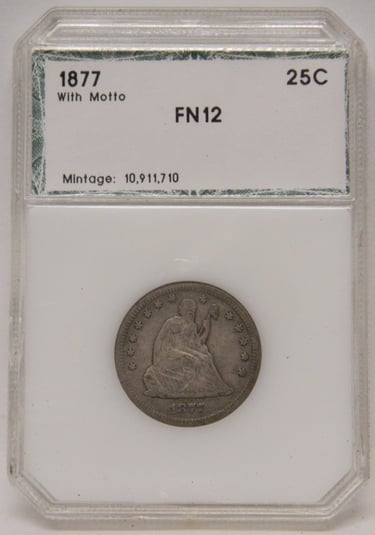 1877 25C
With Motto
FN12
Mintage: 10,911,710
1877